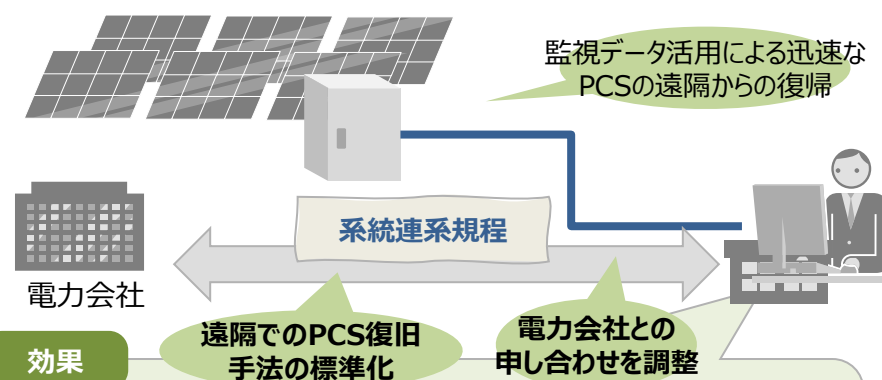 監視データ活用による迅速な
PCSの遠隔からの復帰
系統連系規程
電力会社
遠隔でのPCS復旧
手法の標準化
電力会社との
申し合わせを調整
効果